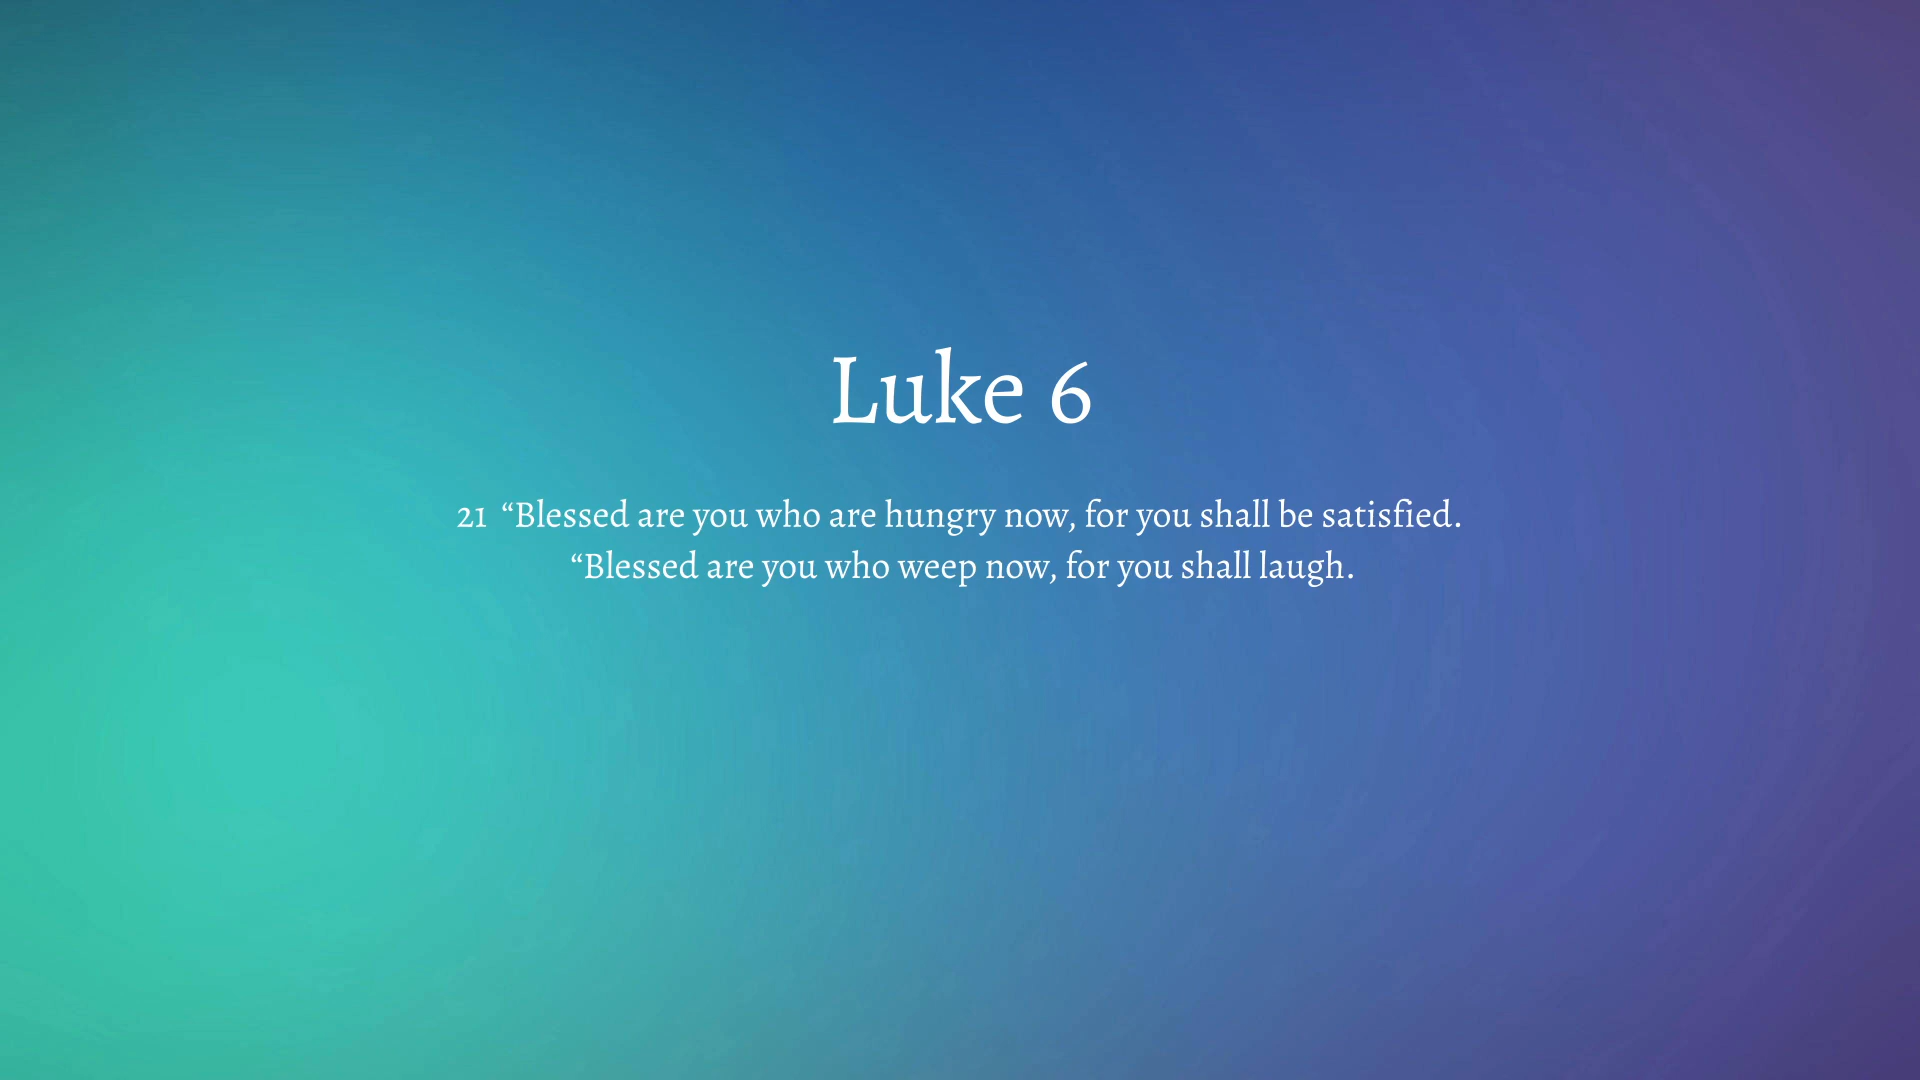 Luke 6
21 “Blessed are you who are hungry now, for you shall be satisfied.
“Blessed are you who weep now, for you shall laugh.